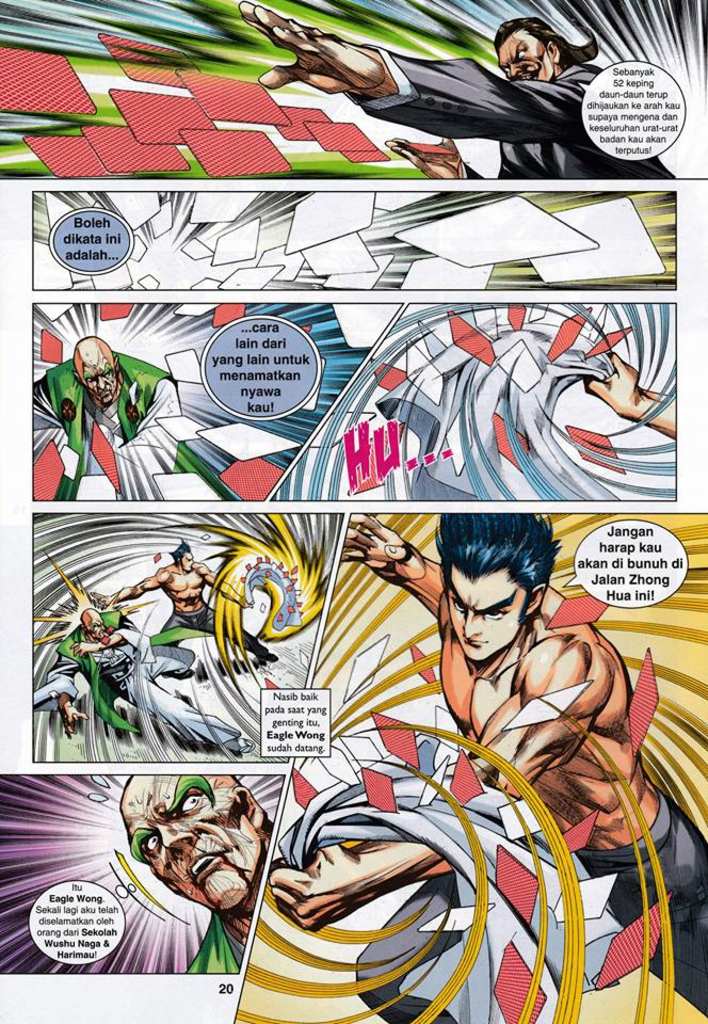 Sebanyak
52 keping
daun-daun terup
dihijaukan ke arah kau
supaya mengena dan
keseluruhan urat-urat
badan kau akan
terputus!
Boleh
dikata ini
adalah...
...cara
lain dari
yang lain untuk
menamatkan
nyawa
kau!
HU...
Nasib baik
pada saat yang
genting itu,
Eagle Wong
sudah datang.
Jangan
harap kau
akan di bunuh di
Jalan Zhong
Hua ini!
Itu
Eagle Wong.
Sekali lagi aku telah
diselamatkan oleh
orang dari Sekolah
Wushu Naga &
Harimau!
20